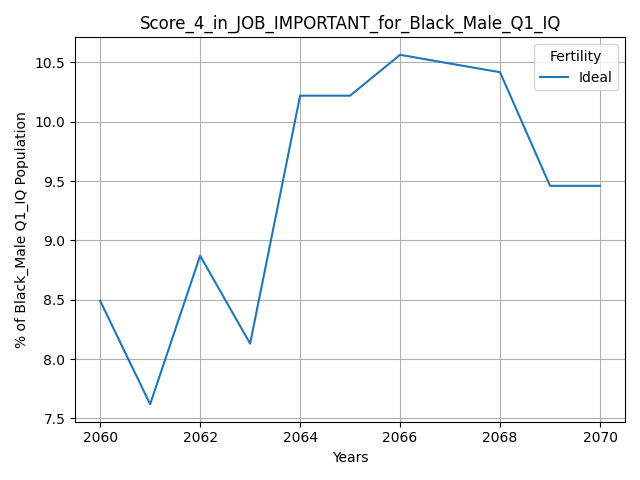 Score_4_in_JOB_IMPORTANT_for_Black_Male_Q1_IQ
Fertility
Ideal
% of Black_Male Q1_IQ Population
10.5
10.0
9.5
9.0
8.5
8.0
7.5
2060 2062 2064 2066 2068 2070
Years